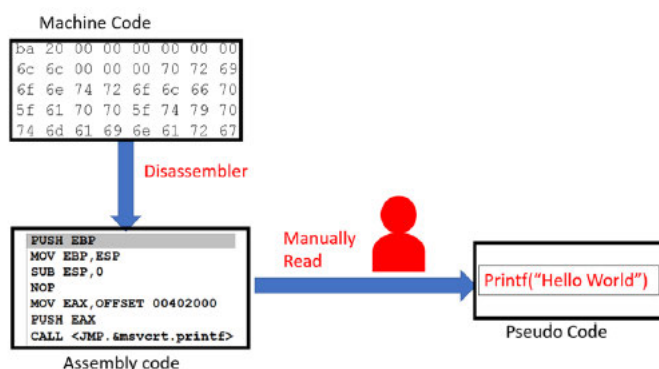 Machine Code
ba 20 00 00 00 00 00 00
6c 6c 00 00 00 70 72 69
6f 6e 74 72 6f 6c 66 70
5f 61 70 70 5f 74 79 70
74 6d 61 69 6e 61 72 67
Disassembler
PUSH EBP
MOV EBP,ESP
SUB ESP,0
NOP
MOV EAX,OFFSET 00402000
PUSH EAX
CALL <JMP.&msvcrt.printf>
Assembly code
Manually
Read
Printf("Hello World")
Pseudo Code